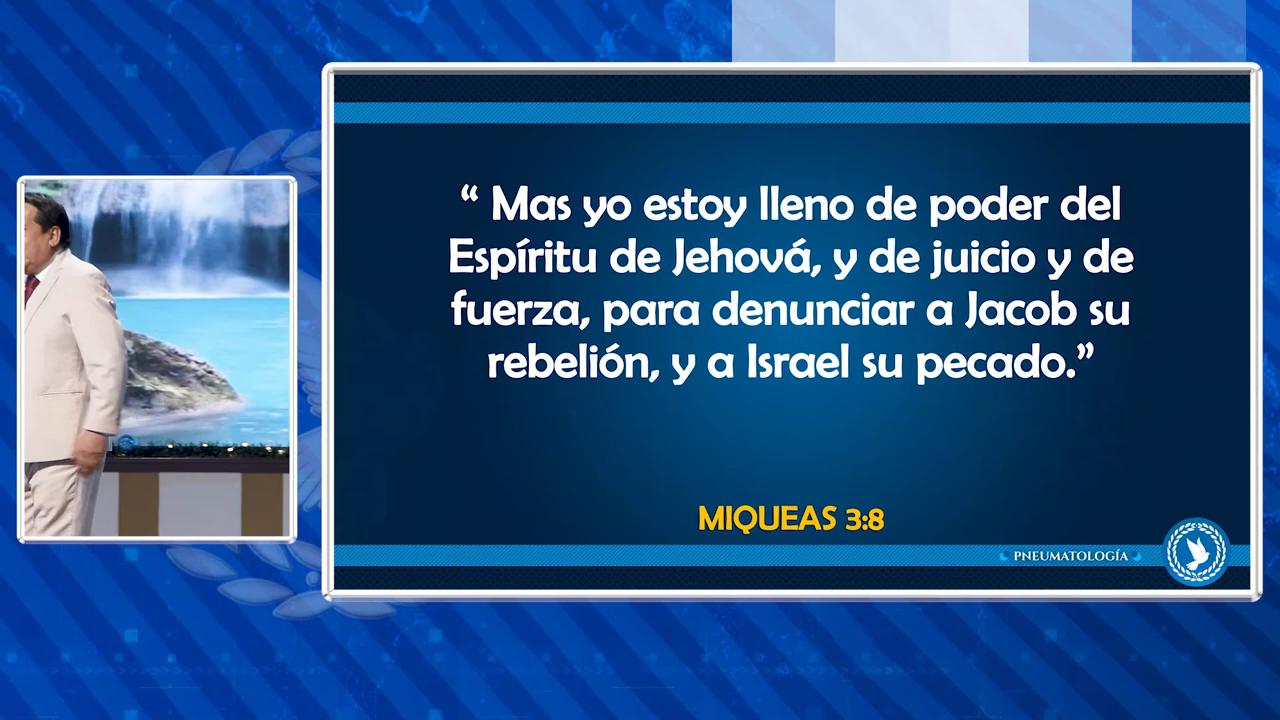 “ Mas yo estoy lleno de poder del
Espíritu de Jehová, y de juicio y de
fuerza, para denunciar a Jacob su
rebelión, y a Israel su pecado.”
MIQUEAS 3:8
PNEUMATOLOGÍA